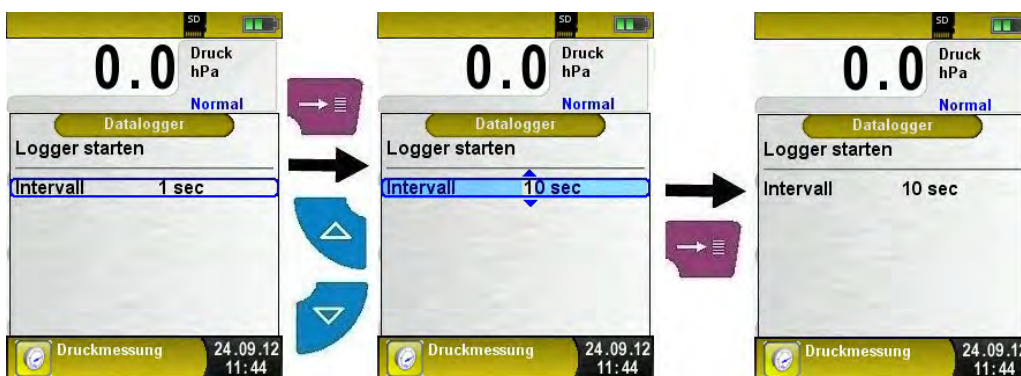 SD
0.0 Druck
hPa
Normal
Datalogger
Logger starten
Intervall 1 sec
Druckmessung 24.09.12
11:44
SD
0.0 Druck
hPa
Normal
Datalogger
Logger starten
Intervall 10 sec
Druckmessung 24.09.12
11:44
SD
0.0 Druck
hPa
Normal
Datalogger
Logger starten
Intervall 10 sec
Druckmessung 24.09.12
11:44